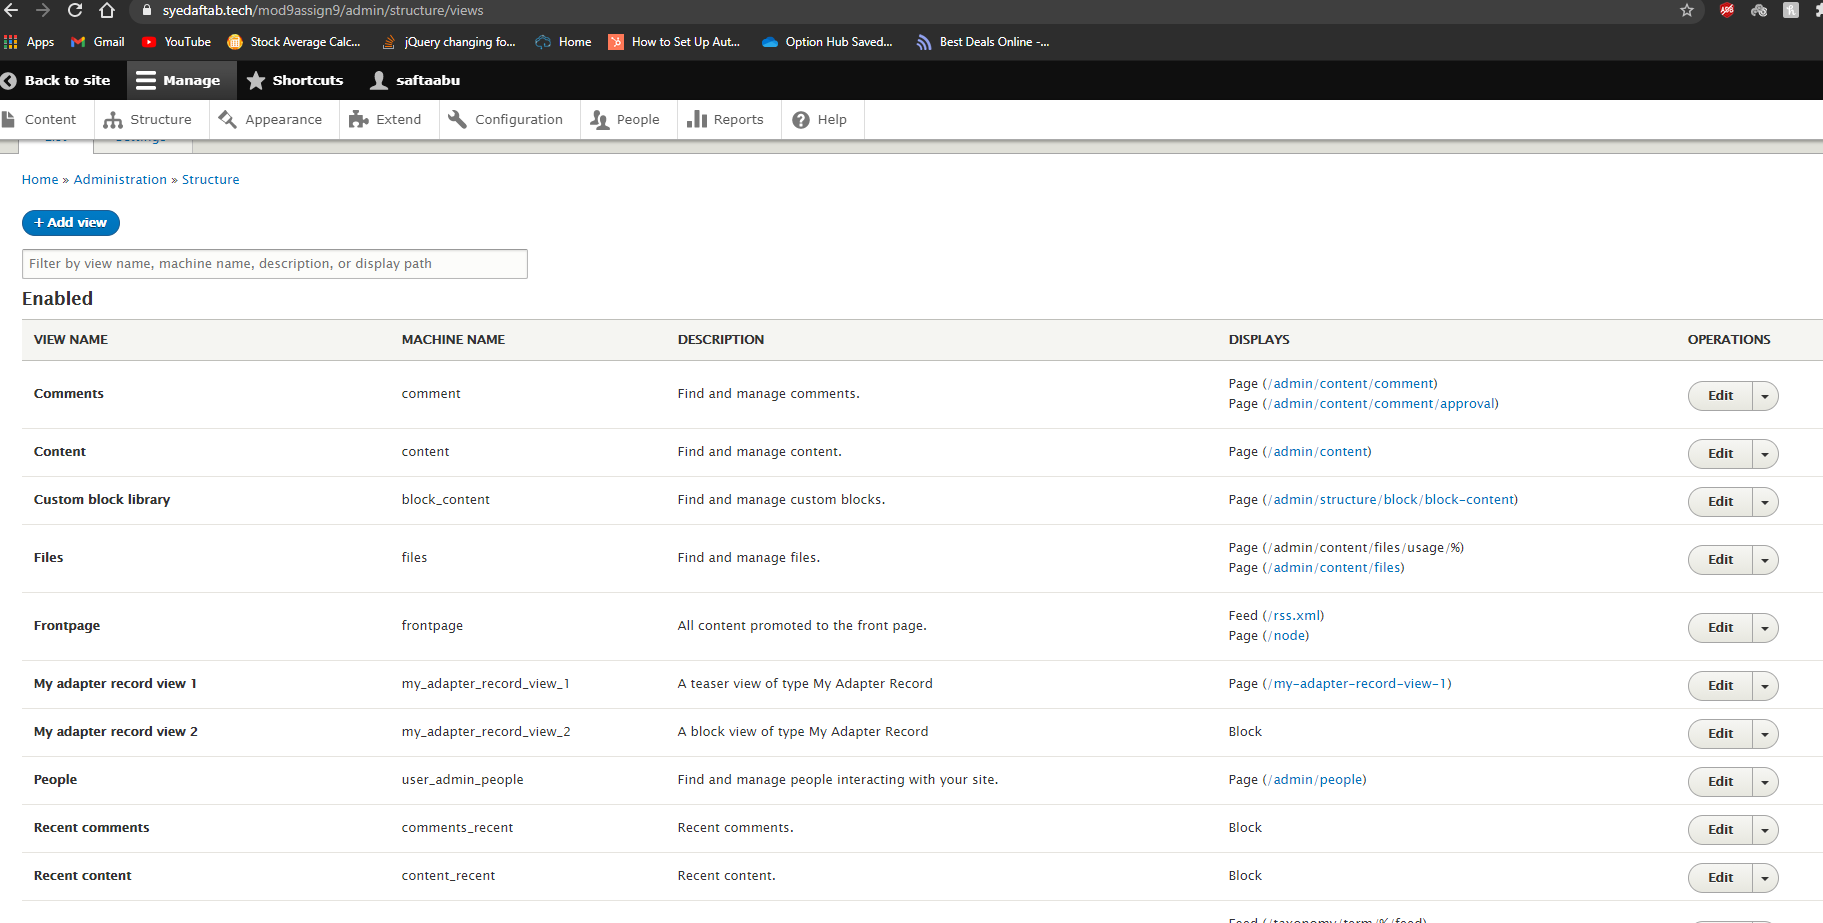 syedaftab.tech/mod9assign9/admin/structure/views
Apps Gmail YouTube Stock Average Calc... jQuery changing fo... Home How to Set Up Aut... Option Hub Saved... Best Deals Online -...
Back to site Manage Shortcuts saftaabu
Content Structure Appearance Extend Configuration People Reports Help
List Settings
Home » Administration » Structure
+ Add view
Filter by view name, machine name, description, or display path
Enabled
VIEW NAME MACHINE NAME DESCRIPTION DISPLAYS OPERATIONS
Comments comment Find and manage comments. Page (/admin/content/comment) Edit
Page (/admin/content/comment/approval)
Content content Find and manage content. Page (/admin/content) Edit
Custom block library block_content Find and manage custom blocks. Page (/admin/structure/block/block-content) Edit
Files files Find and manage files. Page (/admin/content/files/usage/%) Edit
Page (/admin/content/files)
Frontpage frontpage All content promoted to the front page. Feed (/rss.xml) Edit
Page (/node)
My adapter record view 1 my_adapter_record_view_1 A teaser view of type My Adapter Record Page (/my-adapter-record-view-1) Edit
My adapter record view 2 my_adapter_record_view_2 A block view of type My Adapter Record Block Edit
People user_admin_people Find and manage people interacting with your site. Page (/admin/people) Edit
Recent comments comments_recent Recent comments. Block Edit
Recent content content_recent Recent content. Block Edit
Feed (/taxonomy/term/%/feed)